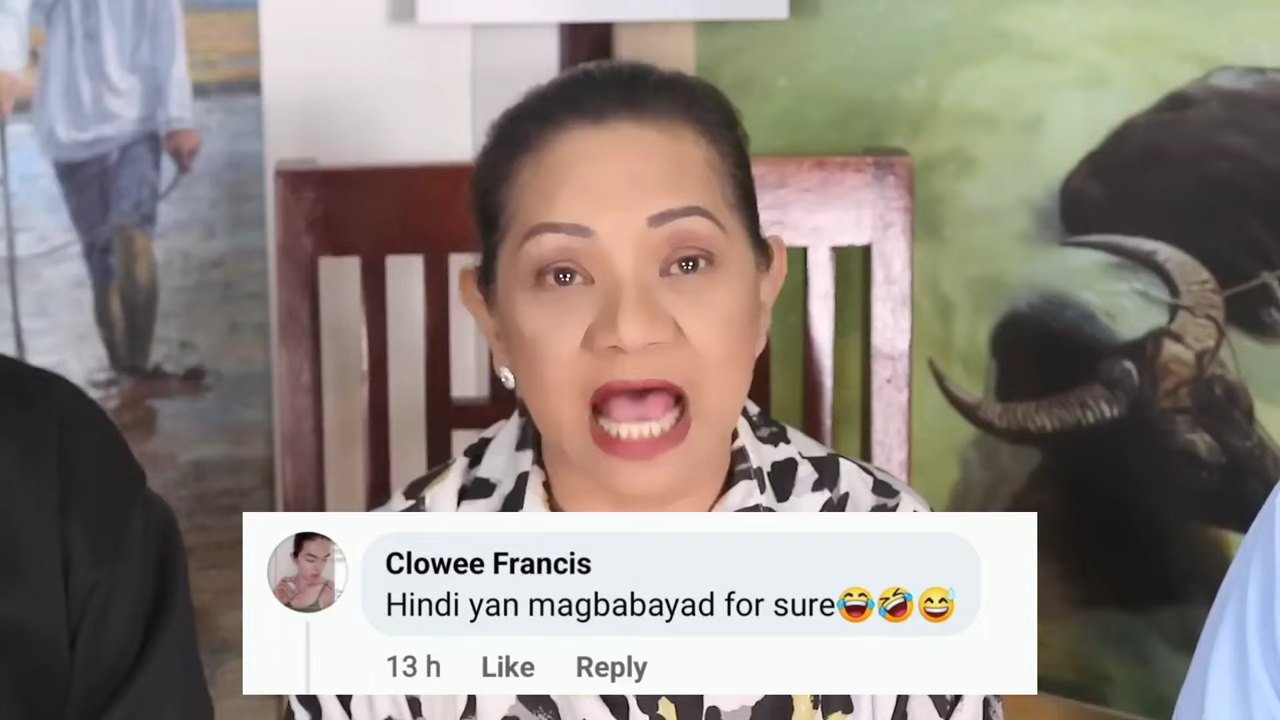 Clowee Francis
Hindi yan magbabayad for sure😂🤣😅
13 h Like Reply